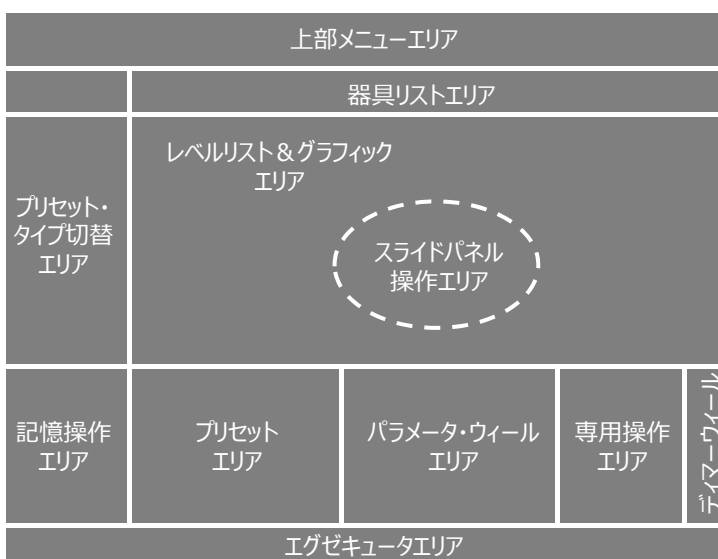 上部メニューエリア
器具リストエリア
レベルリスト＆グラフィック
エリア
プリセット・
タイプ切替
エリア
スライドパネル
操作エリア
記憶操作
エリア
プリセット
エリア
パラメータ・ウィール
エリア
専用操作
エリア
ディマーウィール
エグゼキュータエリア